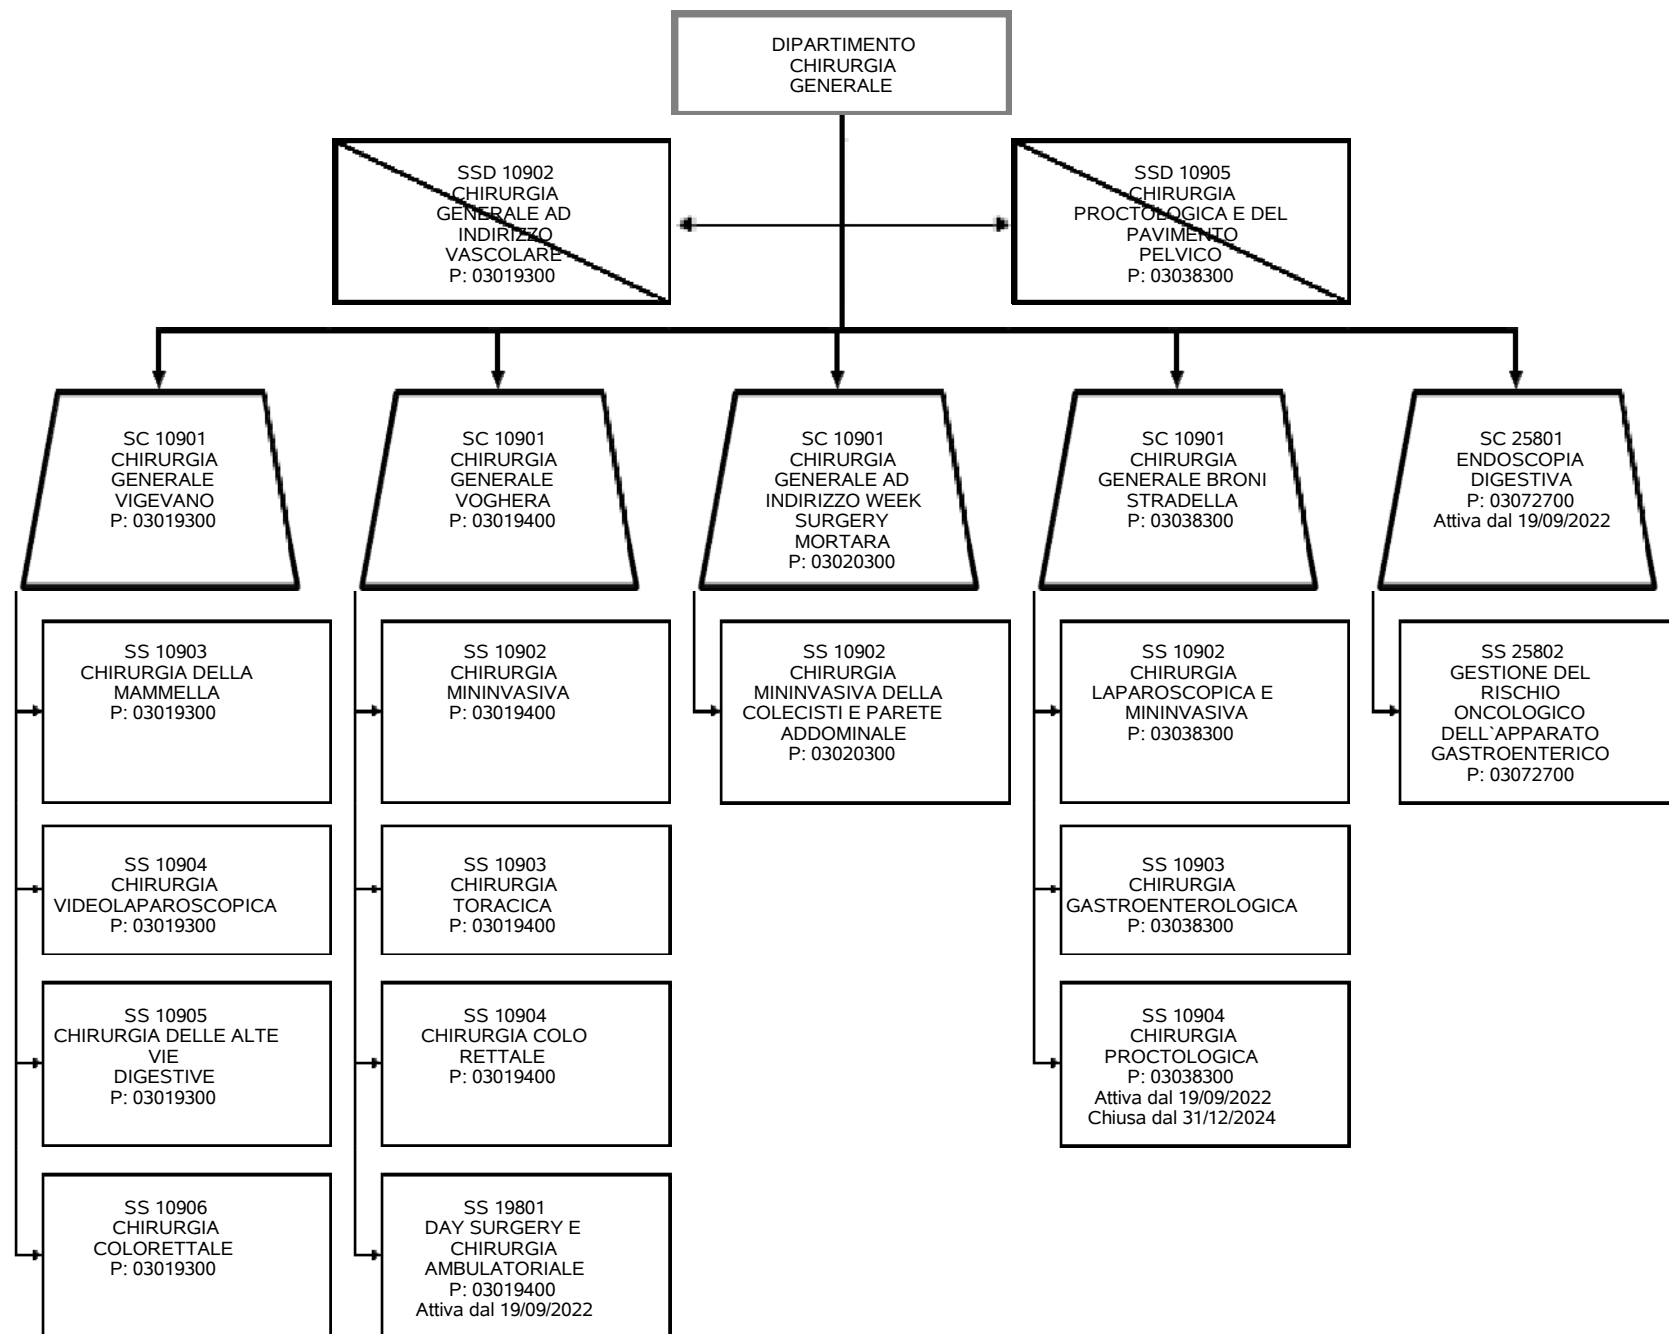 DIPARTIMENTO
CHIRURGIA
GENERALE
SSD 10902
CHIRURGIA
GENERALE AD
INDIRIZZO
VASCOLARE
P: 03019300
SSD 10905
CHIRURGIA
PROCTOLOGICA E DEL
PAVIMENTO
PELVICO
P: 03038300
SC 10901
CHIRURGIA
GENERALE
VIGEVANO
P: 03019300
SC 10901
CHIRURGIA
GENERALE
VOGHERA
P: 03019400
SC 10901
CHIRURGIA
GENERALE AD
INDIRIZZO WEEK
SURGERY
MORTARA
P: 03020300
SC 10901
CHIRURGIA
GENERALE BRONI
STRADELLA
P: 03038300
SC 25801
ENDOSCOPIA
DIGESTIVA
P: 03072700
Attiva dal 19/09/2022
SS 10903
CHIRURGIA DELLA
MAMMELLA
P: 03019300
SS 10902
CHIRURGIA
MININVASIVA
P: 03019400
SS 10902
CHIRURGIA
MININVASIVA DELLA
COLECISTI E PARETE
ADDOMINALE
P: 03020300
SS 10902
CHIRURGIA
LAPAROSCOPICA E
MININVASIVA
P: 03038300
SS 25802
GESTIONE DEL
RISCHIO
ONCOLOGICO
DELL`APPARATO
GASTROENTERICO
P: 03072700
SS 10904
CHIRURGIA
VIDEOLAPAROSCOPICA
P: 03019300
SS 10903
CHIRURGIA
TORACICA
P: 03019400
SS 10903
CHIRURGIA
GASTROENTEROLOGICA
P: 03038300
SS 10905
CHIRURGIA DELLE ALTE
VIE
DIGESTIVE
P: 03019300
SS 10904
CHIRURGIA COLO
RETTALE
P: 03019400
SS 10904
CHIRURGIA
PROCTOLOGICA
P: 03038300
Attiva dal 19/09/2022
Chiusa dal 31/12/2024
SS 10906
CHIRURGIA
COLORETTALE
P: 03019300
SS 19801
DAY SURGERY E
CHIRURGIA
AMBULATORIALE
P: 03019400
Attiva dal 19/09/2022